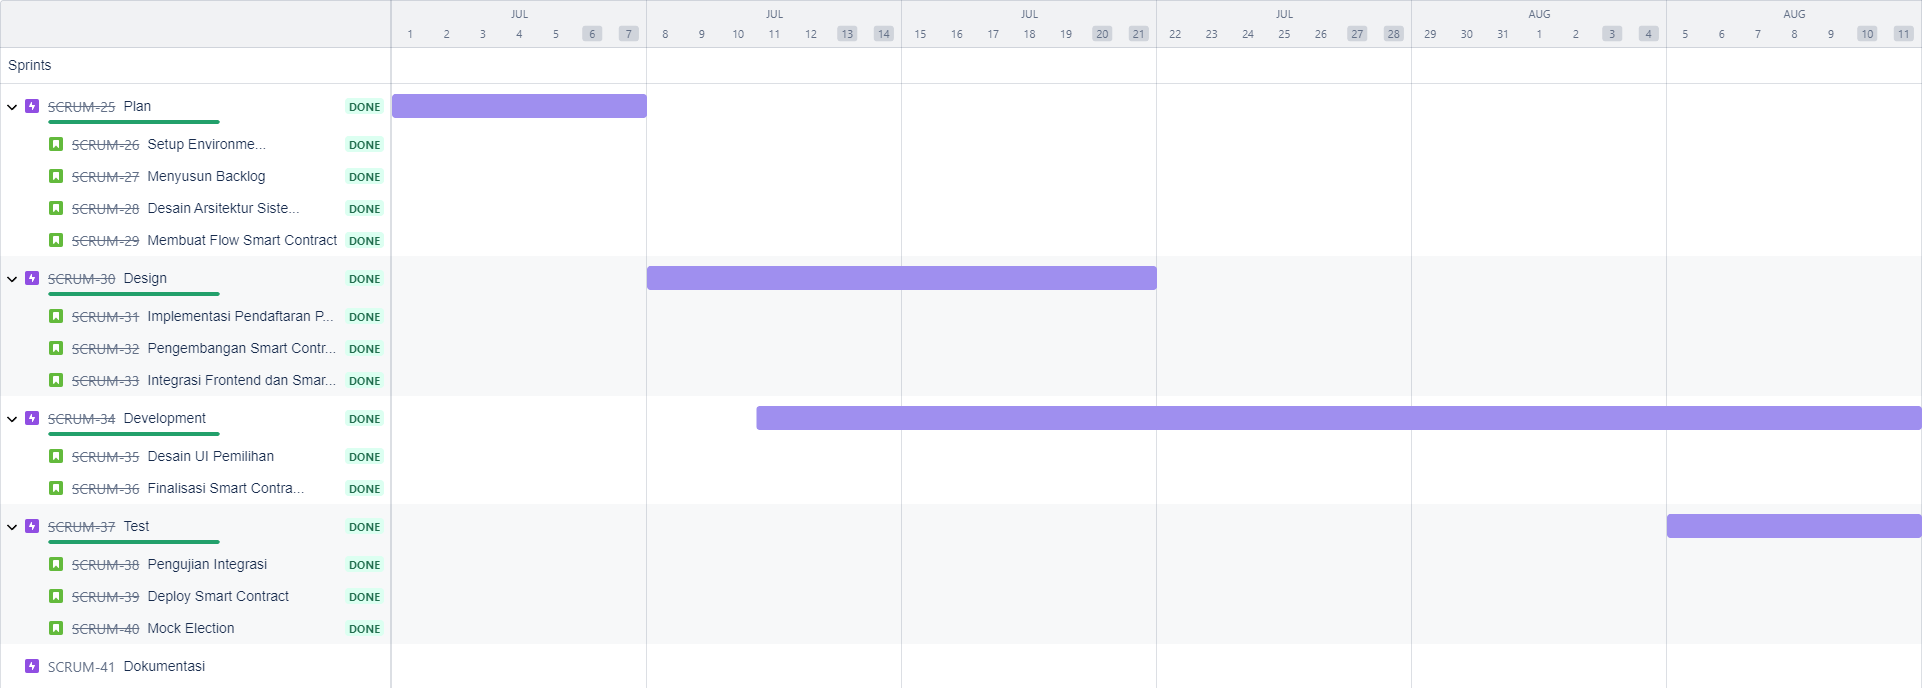 JUL JUL JUL JUL AUG AUG
1 2 3 4 5 6 7 8 9 10 11 12 13 14 15 16 17 18 19 20 21 22 23 24 25 26 27 28 29 30 31 1 2 3 4 5 6 7 8 9 10 11
Sprints
SCRUM-25 Plan DONE
SCRUM-26 Setup Environme... DONE
SCRUM-27 Menyusun Backlog DONE
SCRUM-28 Desain Arsitektur Siste... DONE
SCRUM-29 Membuat Flow Smart Contract DONE
SCRUM-30 Design DONE
SCRUM-31 Implementasi Pendaftaran P... DONE
SCRUM-32 Pengembangan Smart Contr... DONE
SCRUM-33 Integrasi Frontend dan Smar... DONE
SCRUM-34 Development DONE
SCRUM-35 Desain UI Pemilihan DONE
SCRUM-36 Finalisasi Smart Contra... DONE
SCRUM-37 Test DONE
SCRUM-38 Pengujian Integrasi DONE
SCRUM-39 Deploy Smart Contract DONE
SCRUM-40 Mock Election DONE
SCRUM-41 Dokumentasi